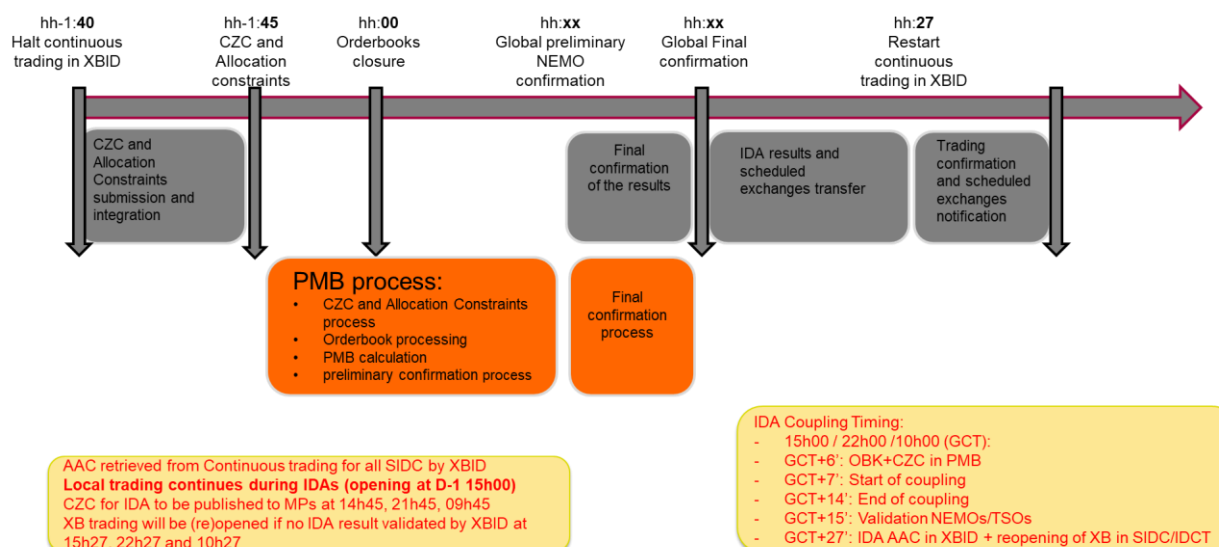 hh-1:40
Halt continuous
trading in XBID
hh-1:45
CZC and
Allocation
constraints
hh:00
Orderbooks
closure
hh:xx
Global preliminary
NEMO
confirmation
hh:xx
Global Final
confirmation
hh:27
Restart
continuous
trading in XBID
CZC and
Allocation
Constraints
submission and
integration
Final
confirmation
of the results
IDA results and
scheduled
exchanges transfer
Trading
confirmation
and scheduled
exchanges
notification
PMB process:
• CZC and Allocation Constraints
process
• Orderbook processing
• PMB calculation
• preliminary confirmation process
Final
confirmation
process
AAC retrieved from Continuous trading for all SIDC by XBID
Local trading continues during IDAs (opening at D-1 15h00)
CZC for IDA to be published to MPs at 14h45, 21h45, 09h45
XB trading will be (re)opened if no IDA result validated by XBID at
15h27, 22h27 and 10h27
IDA Coupling Timing:
- 15h00 / 22h00 /10h00 (GCT):
- GCT+6’: OBK+CZC in PMB
- GCT+7’: Start of coupling
- GCT+14’: End of coupling
- GCT+15’: Validation NEMOs/TSOs
- GCT+27’: IDA AAC in XBID + reopening of XB in SIDC/IDCT